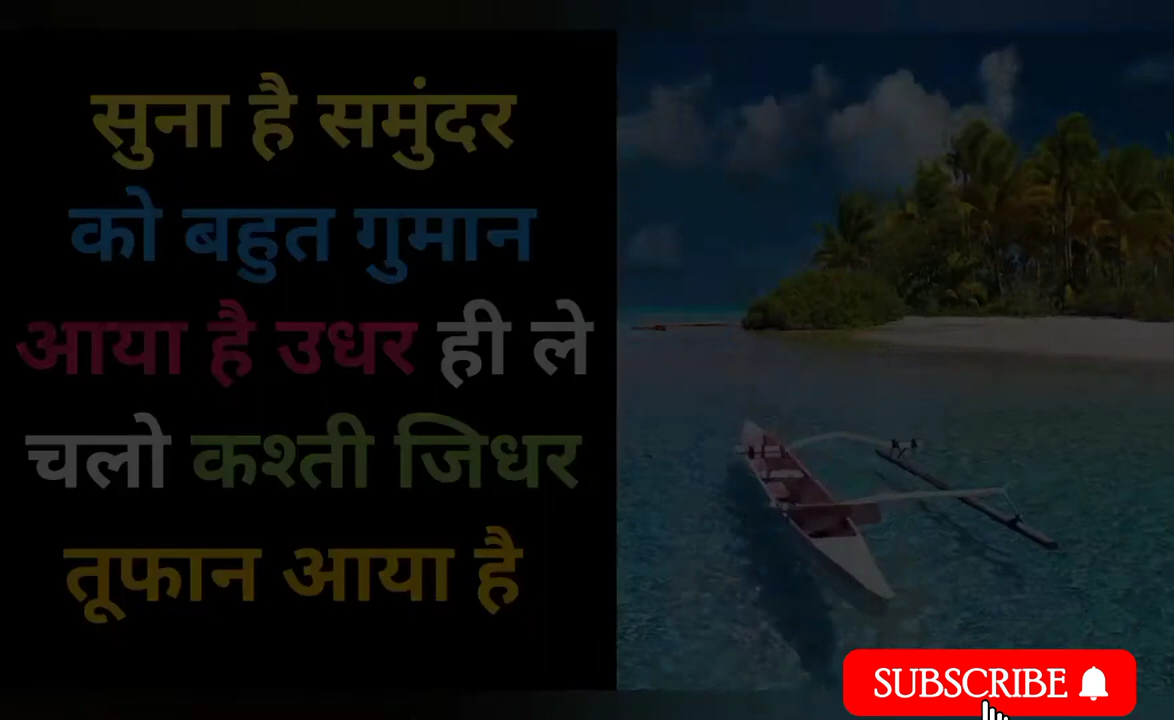 सुना है समुंदर
को बहुत गुमान
आया है उधर ही ले
चलो कश्ती जिधर
तूफान आया है
SUBSCRIBE